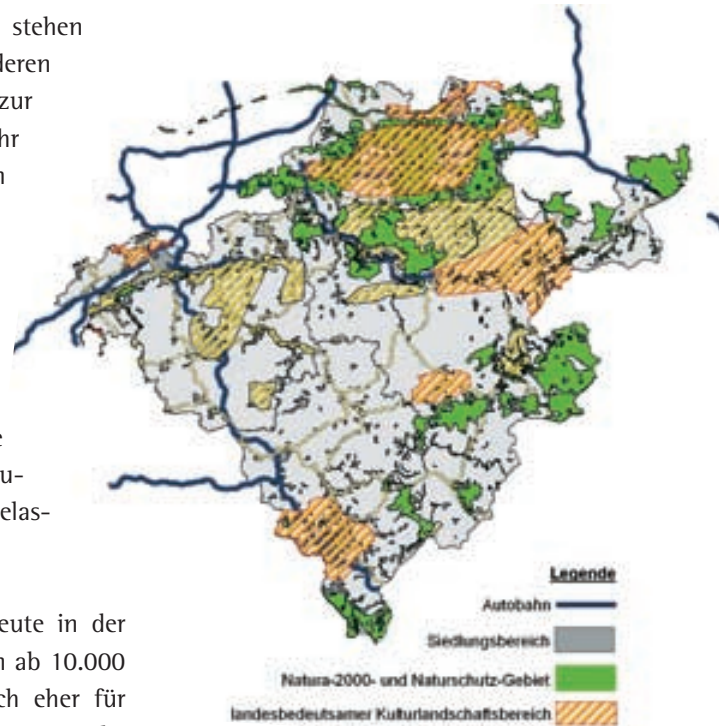 stehen
deren
zur
hr
n
e
u-
elas-
eute in der
n ab 10.000
ch eher für
Legende
Autobahn
Siedlungsbereich
Natura-2000- und Naturschutz-Gebiet
landesbedeutsamer Kulturlandschaftsbereich